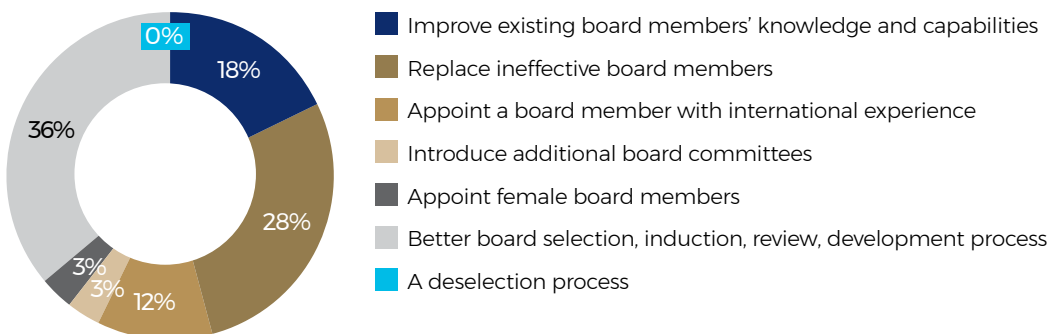 0%
18%
36%
28%
3%
3%
12%
Improve existing board members’ knowledge and capabilities
Replace ineffective board members
Appoint a board member with international experience
Introduce additional board committees
Appoint female board members
Better board selection, induction, review, development process
A deselection process